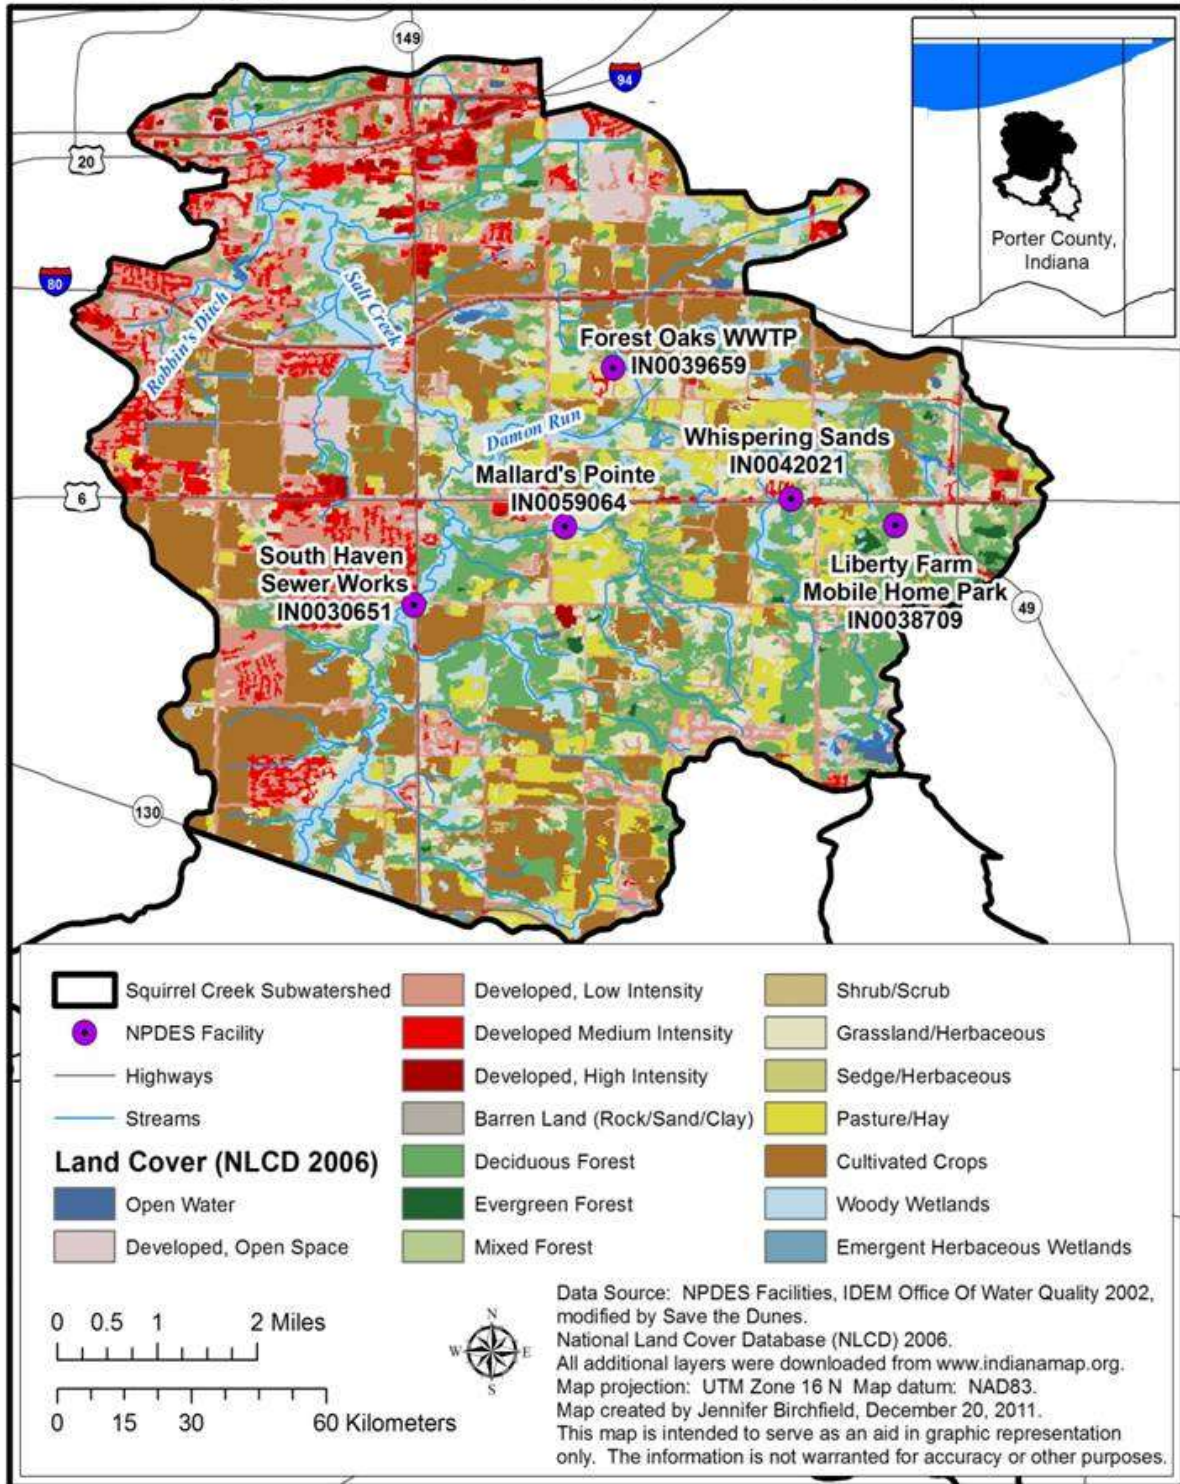 149
94
20
Porter County,
Indiana
80
Robbin's Ditch
Salt Creek
Forest Oaks WWTP
IN0039659
Damon Run
Whispering Sands
IN0042021
Mallard's Pointe
IN0059064
6
South Haven
Sewer Works
IN0030651
Liberty Farm
Mobile Home Park
IN0038709
49
130
Squirrel Creek Subwatershed
NPDES Facility
Highways
Streams
Land Cover (NLCD 2006)
Open Water
Developed, Open Space
Developed, Low Intensity
Developed Medium Intensity
Developed, High Intensity
Barren Land (Rock/Sand/Clay)
Deciduous Forest
Evergreen Forest
Mixed Forest
Shrub/Scrub
Grassland/Herbaceous
Sedge/Herbaceous
Pasture/Hay
Cultivated Crops
Woody Wetlands
Emergent Herbaceous Wetlands
0 0.5 1 2 Miles
0 15 30 60 Kilometers
N
W E
S
Data Source: NPDES Facilities, IDEM Office Of Water Quality 2002,
modified by Save the Dunes.
National Land Cover Database (NLCD) 2006.
All additional layers were downloaded from www.indianamap.org.
Map projection: UTM Zone 16 N Map datum: NAD83.
Map created by Jennifer Birchfield, December 20, 2011.
This map is intended to serve as an aid in graphic representation
only. The information is not warranted for accuracy or other purposes.